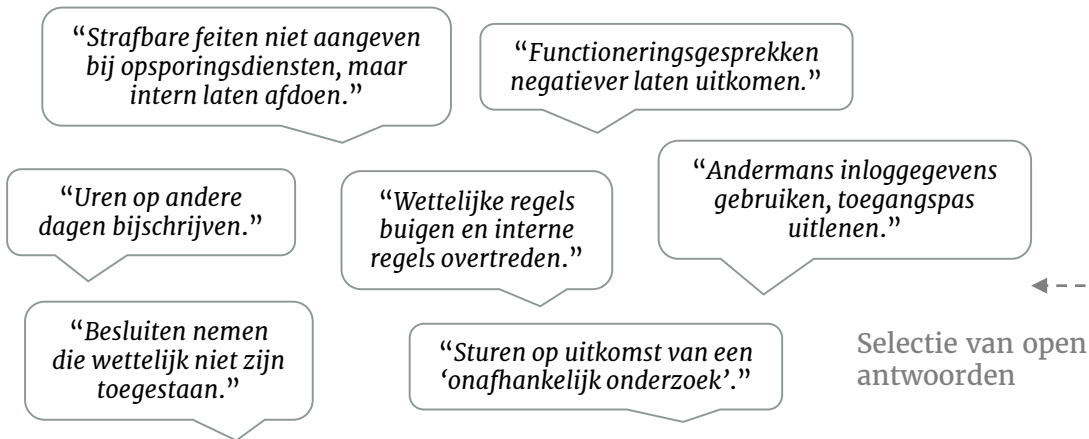 “Strafbare feiten niet aangeven
bij opsporingsdiensten, maar
intern laten afdoen.”
“Functioneringsgesprekken
negatiever laten uitkomen.”
“Uren op andere
dagen bijschrijven.”
“Wettelijke regels
buigen en interne
regels overtreden.”
“Andermans inloggegevens
gebruiken, toegangspas
uitlenen.”
“Besluiten nemen
die wettelijk niet zijn
toegestaan.”
“Sturen op uitkomst van een
‘onafhankelijk onderzoek’.”
Selectie van open
antwoorden